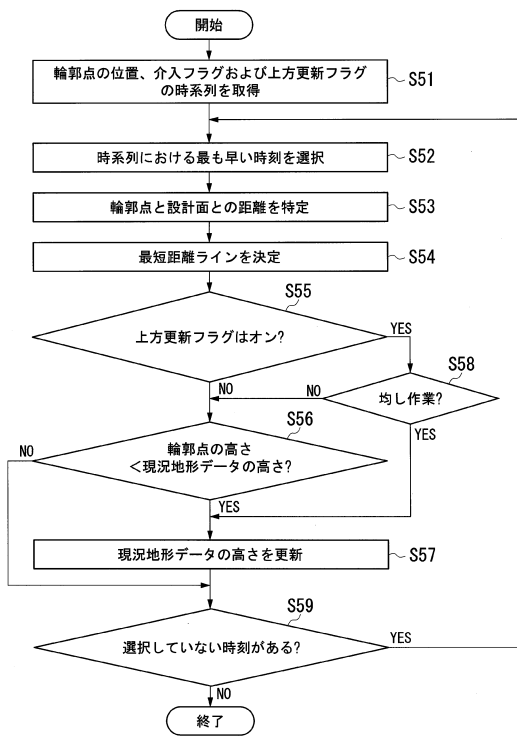 開始
輪郭点の位置、介入フラグおよび上方更新フラグ
の時系列を取得
S51
時系列における最も早い時刻を選択
S52
輪郭点と設計面との距離を特定
S53
最短距離ラインを決定
S54
S55
上方更新フラグはオン?
YES
NO
S58
均し作業?
NO
YES
S56
輪郭点の高さ
<現況地形データの高さ?
NO
YES
現況地形データの高さを更新
S57
S59
選択していない時刻がある?
YES
NO
終了